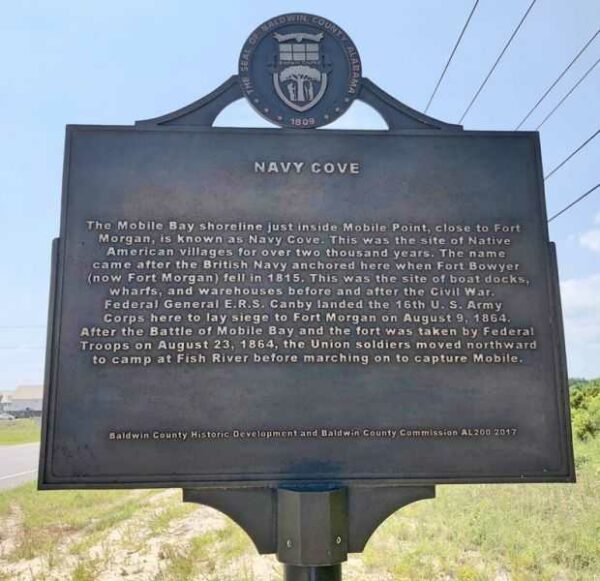 THE SEAL OF BALDWIN COUNTY, ALABAMA
1809
NAVY COVE
The Mobile Bay shoreline just inside Mobile Point, close to Fort
Morgan, is known as Navy Cove. This was the site of Native
American villages for over two thousand years. The name
came after the British Navy anchored here when Fort Bowyer
(now Fort Morgan) fell in 1815. This was the site of boat docks,
wharfs, and warehouses before and after the Civil War.
Federal General E.R.S. Canby landed the 16th U. S. Army
Corps here to lay siege to Fort Morgan on August 9, 1864.
After the Battle of Mobile Bay and the fort was taken by Federal
Troops on August 23, 1864, the Union soldiers moved northward
to camp at Fish River before marching on to capture Mobile.
Baldwin County Historic Development and Baldwin County Commission AL200 2017